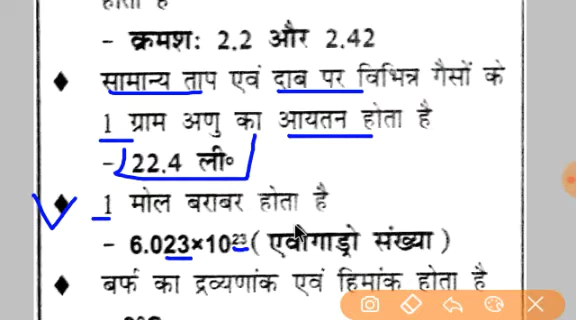 होता है
- क्रमश: 2.2 और 2.42
♦ सामान्य ताप एवं दाब पर विभिन्न गैसों के
1 ग्राम अणु का आयतन होता है
- 22.4 ली॰
♦ 1 मोल बराबर होता है
- 6.023×10²³ ( एवोगाद्रो संख्या )
♦ बर्फ का द्रव्यणांक एवं हिमांक होता है